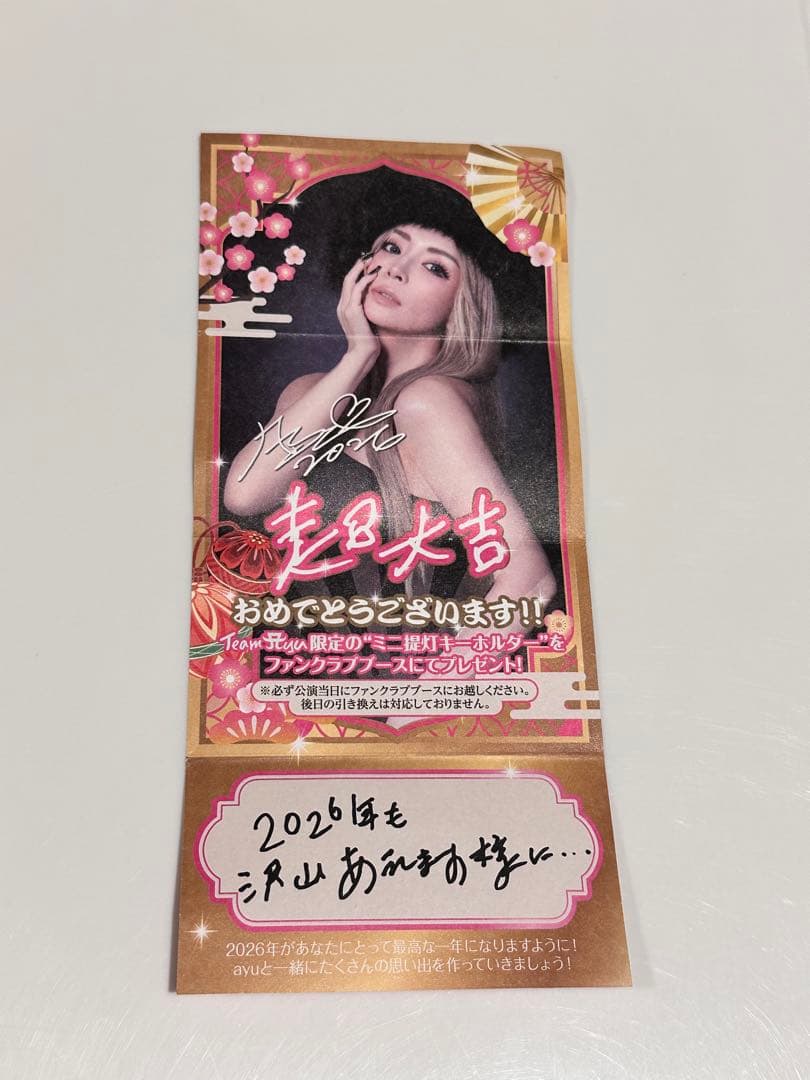 2026
超大吉
おめでとうございます!!
TeamAyu限定の“ミニ提灯キーホルダー”を
ファンクラブブースにてプレゼント!
※必ず公演当日にファンクラブブースにお越しください。
後日の引き換えは対応しておりません。
2026年も
沢山あえます様に…
2026年があなたにとって最高な一年になりますように!
ayuと一緒にたくさんの思い出を作っていきましょう!